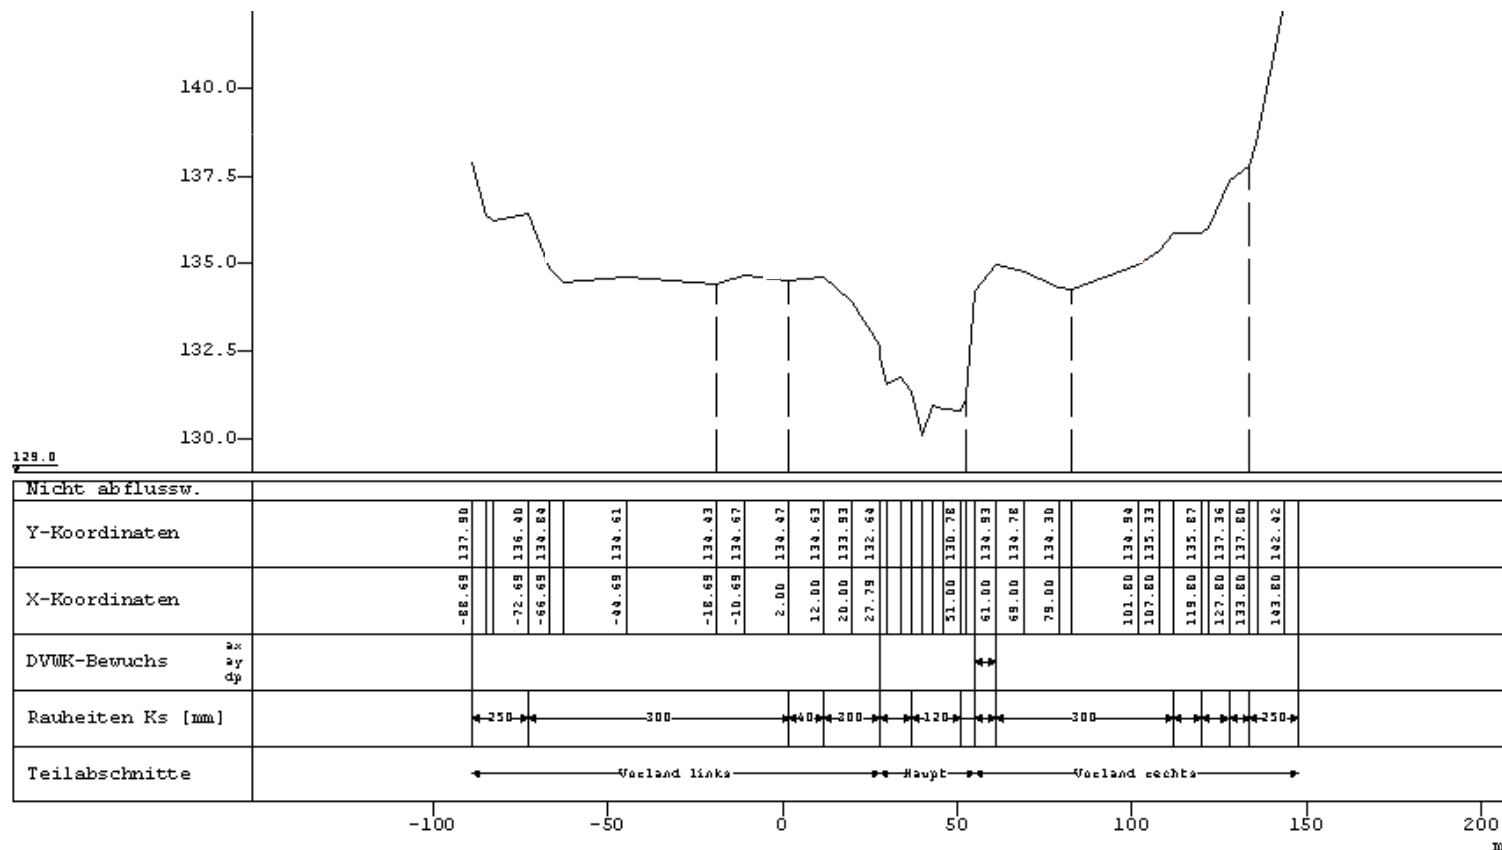 140.0
137.5
135.0
132.5
130.0
129.0
Nicht abflussw.
Y-Koordinaten 137.90 136.40 134.84 134.61 134.43 134.67 134.47 134.63 133.93 132.64 130.78 134.93 134.78 134.30 134.94 135.33 135.87 137.36 137.80 142.42
X-Koordinaten -88.69 -72.69 -66.69 -44.69 -18.69 -10.69 2.00 12.00 20.00 27.79 51.00 61.00 69.00 79.00 101.80 107.80 119.80 127.80 133.80 143.80
DVWK-Bewuchs ax
ay
dp
Rauheiten Ks [mm] 250 300 40 200 120 300 250
Teilabschnitte Vorland links Haupt Vorland rechts
-100 -50 0 50 100 150 200
m